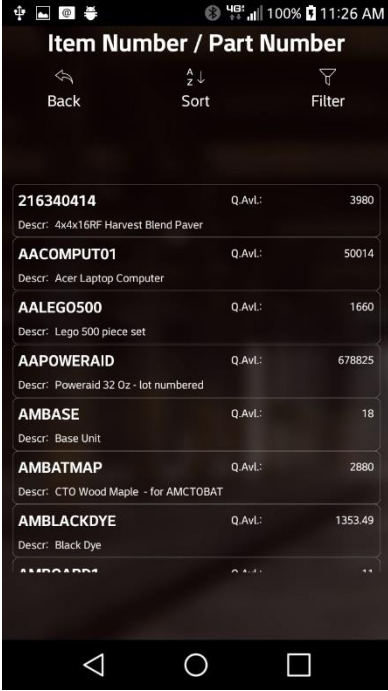 4G 100% 11:26 AM
Item Number / Part Number
Back Sort Filter
216340414 Q.Avl.: 3980
Descr: 4x4x16RF Harvest Blend Paver
AACOMPUT01 Q.Avl.: 50014
Descr: Acer Laptop Computer
AALEGO500 Q.Avl.: 1660
Descr: Lego 500 piece set
AAPOWERAID Q.Avl.: 678825
Descr: Poweraid 32 Oz - lot numbered
AMBASE Q.Avl.: 18
Descr: Base Unit
AMBATMAP Q.Avl.: 2880
Descr: CTO Wood Maple - for AMCTOBAT
AMBLACKDYE Q.Avl.: 1353.49
Descr: Black Dye